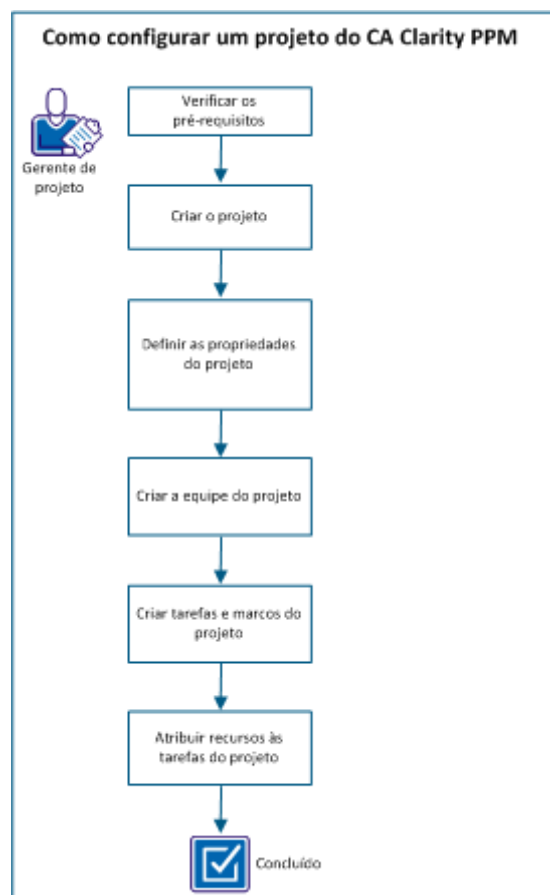 Como configurar um projeto do CA Clarity PPM
Gerente de
projeto
Verificar os
pré-requisitos
Criar o projeto
Definir as propriedades
do projeto
Criar a equipe do projeto
Criar tarefas e marcos do
projeto
Atribuir recursos às
tarefas do projeto
Concluído